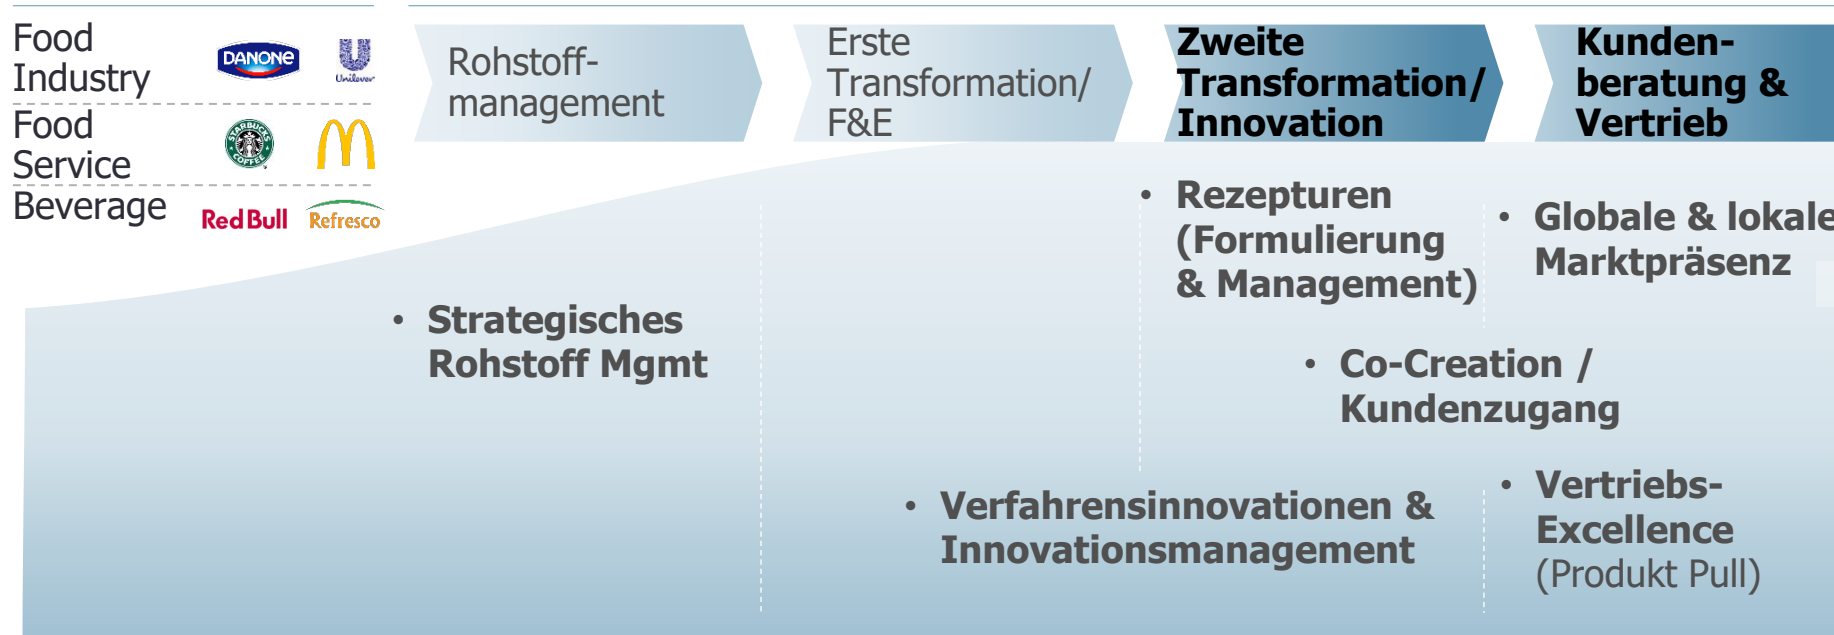 Food
Industry
DANONE
Unilever
Food
Service
STARBUCKS
COFFEE
Beverage
Red Bull
Refresco
Rohstoff-
management
Erste
Transformation/
F&E
Zweite
Transformation/
Innovation
Kunden-
beratung &
Vertrieb
• Strategisches
Rohstoff Mgmt
• Rezepturen
(Formulierung
& Management)
• Globale & lokale
Marktpräsenz
• Co-Creation /
Kundenzugang
• Verfahrensinnovationen &
Innovationsmanagement
• Vertriebs-
Excellence
(Produkt Pull)